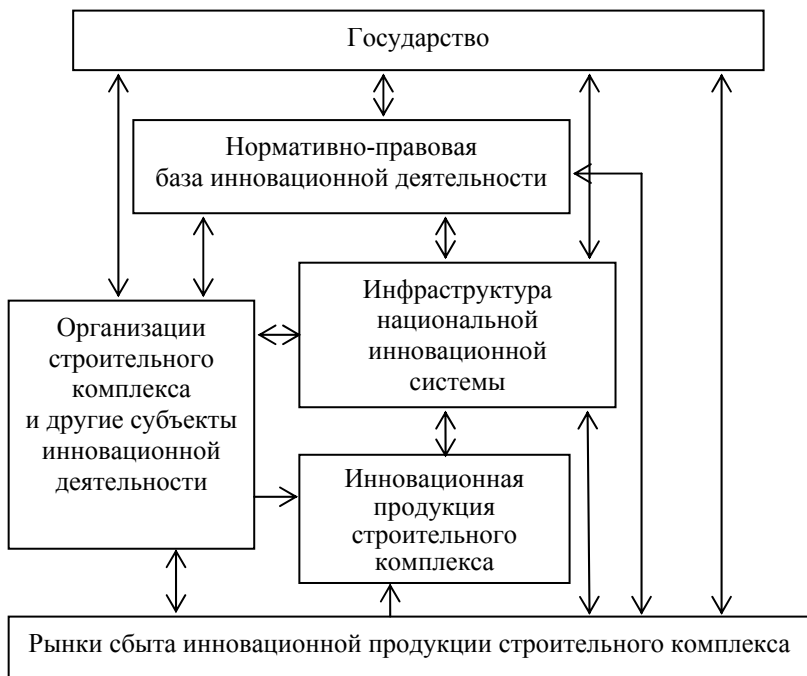 Государство
Нормативно-правовая
база инновационной деятельности
Инфраструктура
национальной
инновационной
системы
Организации
строительного
комплекса
и другие субъекты
инновационной
деятельности
Инновационная
продукция
строительного
комплекса
Рынки сбыта инновационной продукции строительного комплекса